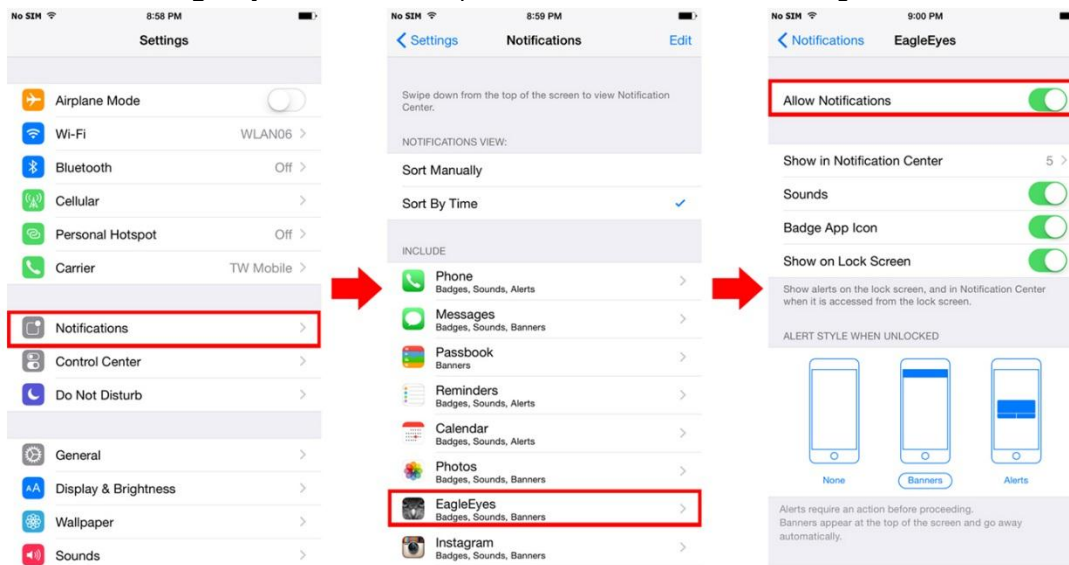 No SIM 8:58 PM
Settings
Airplane Mode
Wi-Fi WLAN06
Bluetooth Off
Cellular
Personal Hotspot Off
Carrier TW Mobile
Notifications
Control Center
Do Not Disturb
General
AA Display & Brightness
Wallpaper
Sounds
No SIM 8:59 PM
Settings Notifications Edit
Swipe down from the top of the screen to view Notification
Center.
NOTIFICATIONS VIEW:
Sort Manually
Sort By Time
INCLUDE
Phone
Badges, Sounds, Alerts
Messages
Badges, Sounds, Banners
Passbook
Banners
Reminders
Badges, Sounds, Alerts
Calendar
Badges, Sounds, Alerts
Photos
Badges, Sounds, Banners
EagleEyes
Badges, Sounds, Banners
Instagram
Badges, Sounds, Banners
No SIM 9:00 PM
Notifications EagleEyes
Allow Notifications
Show in Notification Center 5
Sounds
Badge App Icon
Show on Lock Screen
Show alerts on the lock screen, and in Notification Center
when it is accessed from the lock screen.
ALERT STYLE WHEN UNLOCKED
None Banners Alerts
Alerts require an action before proceeding.
Banners appear at the top of the screen and go away
automatically.